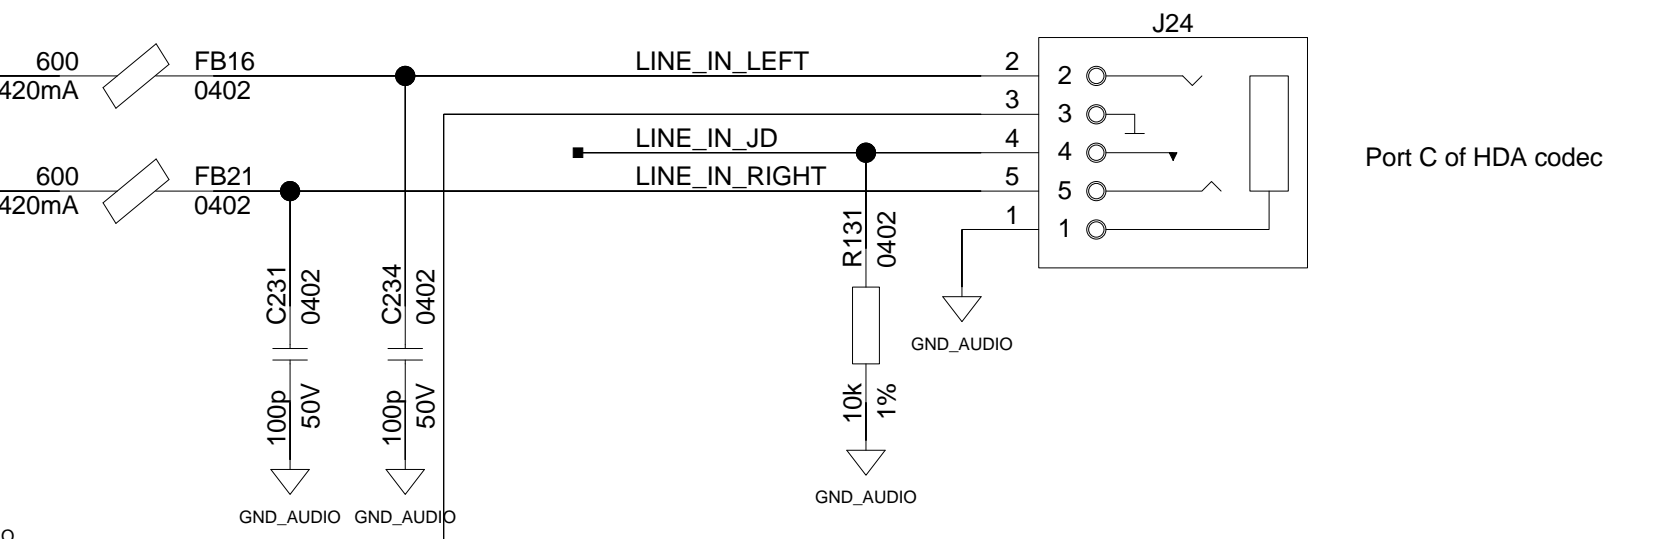 J24
600
FB16
LINE_IN_LEFT
2
420mA
0402
2
3
3
LINE_IN_JD
4
4
Port C of HDA codec
600
FB21
LINE_IN_RIGHT
5
420mA
0402
5
1
1
R131
0402
C231
0402
C234
0402
GND_AUDIO
100p
50V
100p
50V
10k
1%
GND_AUDIO
GND_AUDIO
GND_AUDIO
O